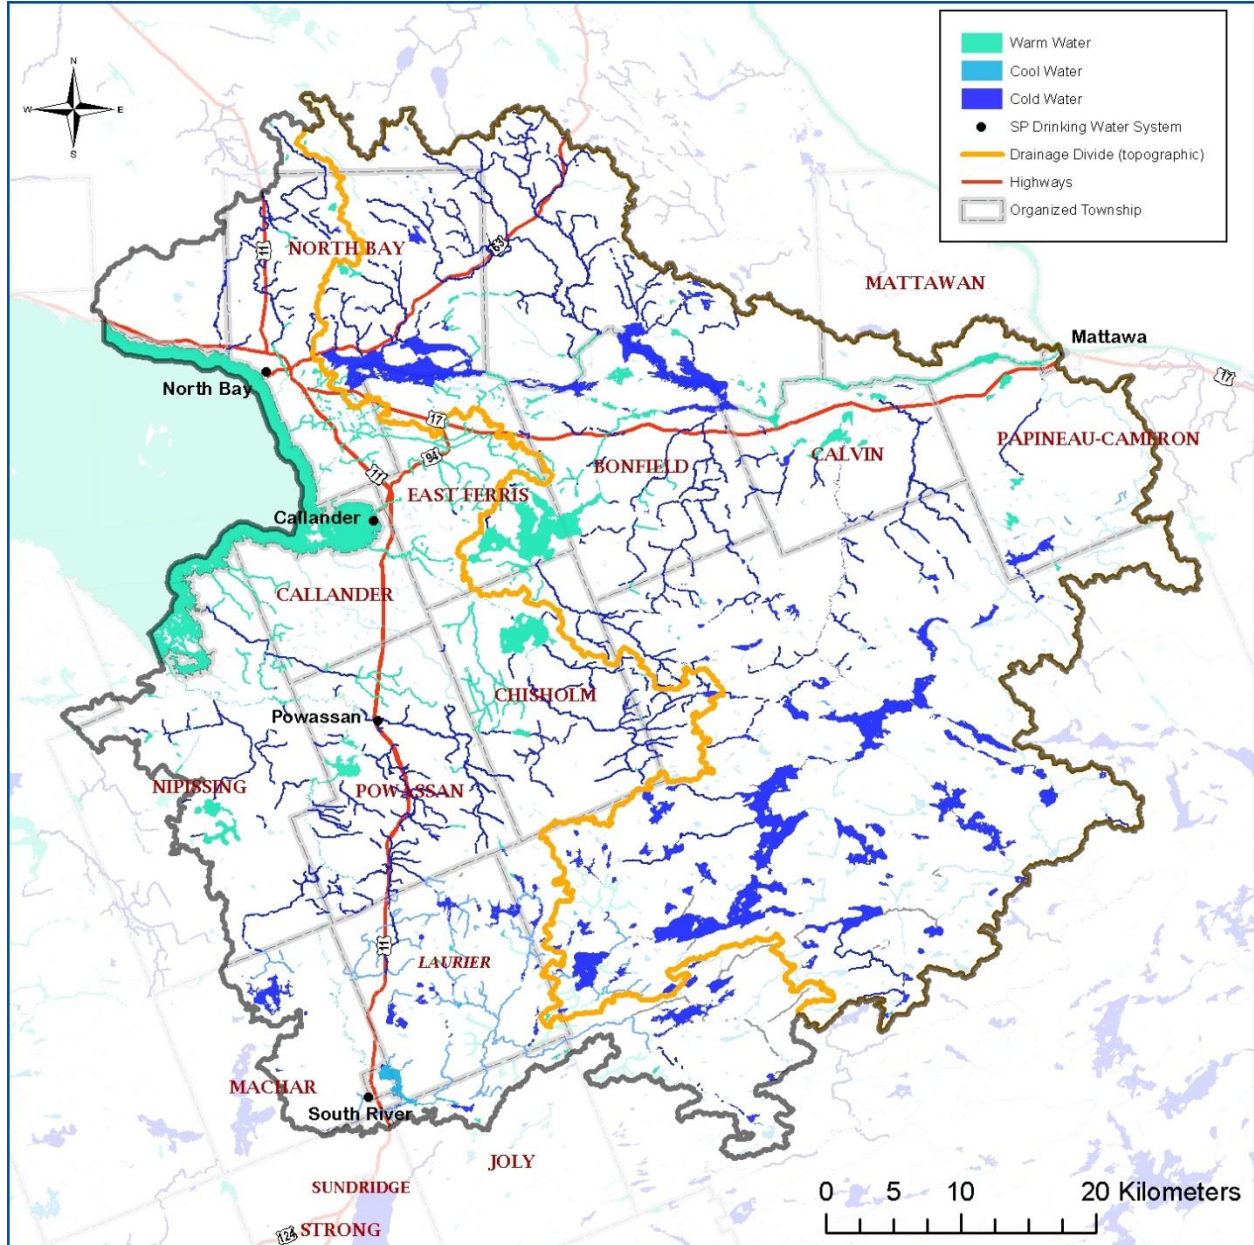 N
W E
S
Warm Water
Cool Water
Cold Water
SP Drinking Water System
Drainage Divide (topographic)
Highways
Organized Township
11
NORTH BAY
63
MATTAWAN
Mattawa
17
North Bay
17
94
11
BONFIELD
CALVIN
PAPINEAU-CAMERON
EAST FERRIS
Callander
CALLANDER
CHISHOLM
Powassan
NIPISSING
POWASSAN
11
LAURIER
MACHAR
South River
JOLY
SUNDRIDGE
STRONG
124
0 5 10 20 Kilometers